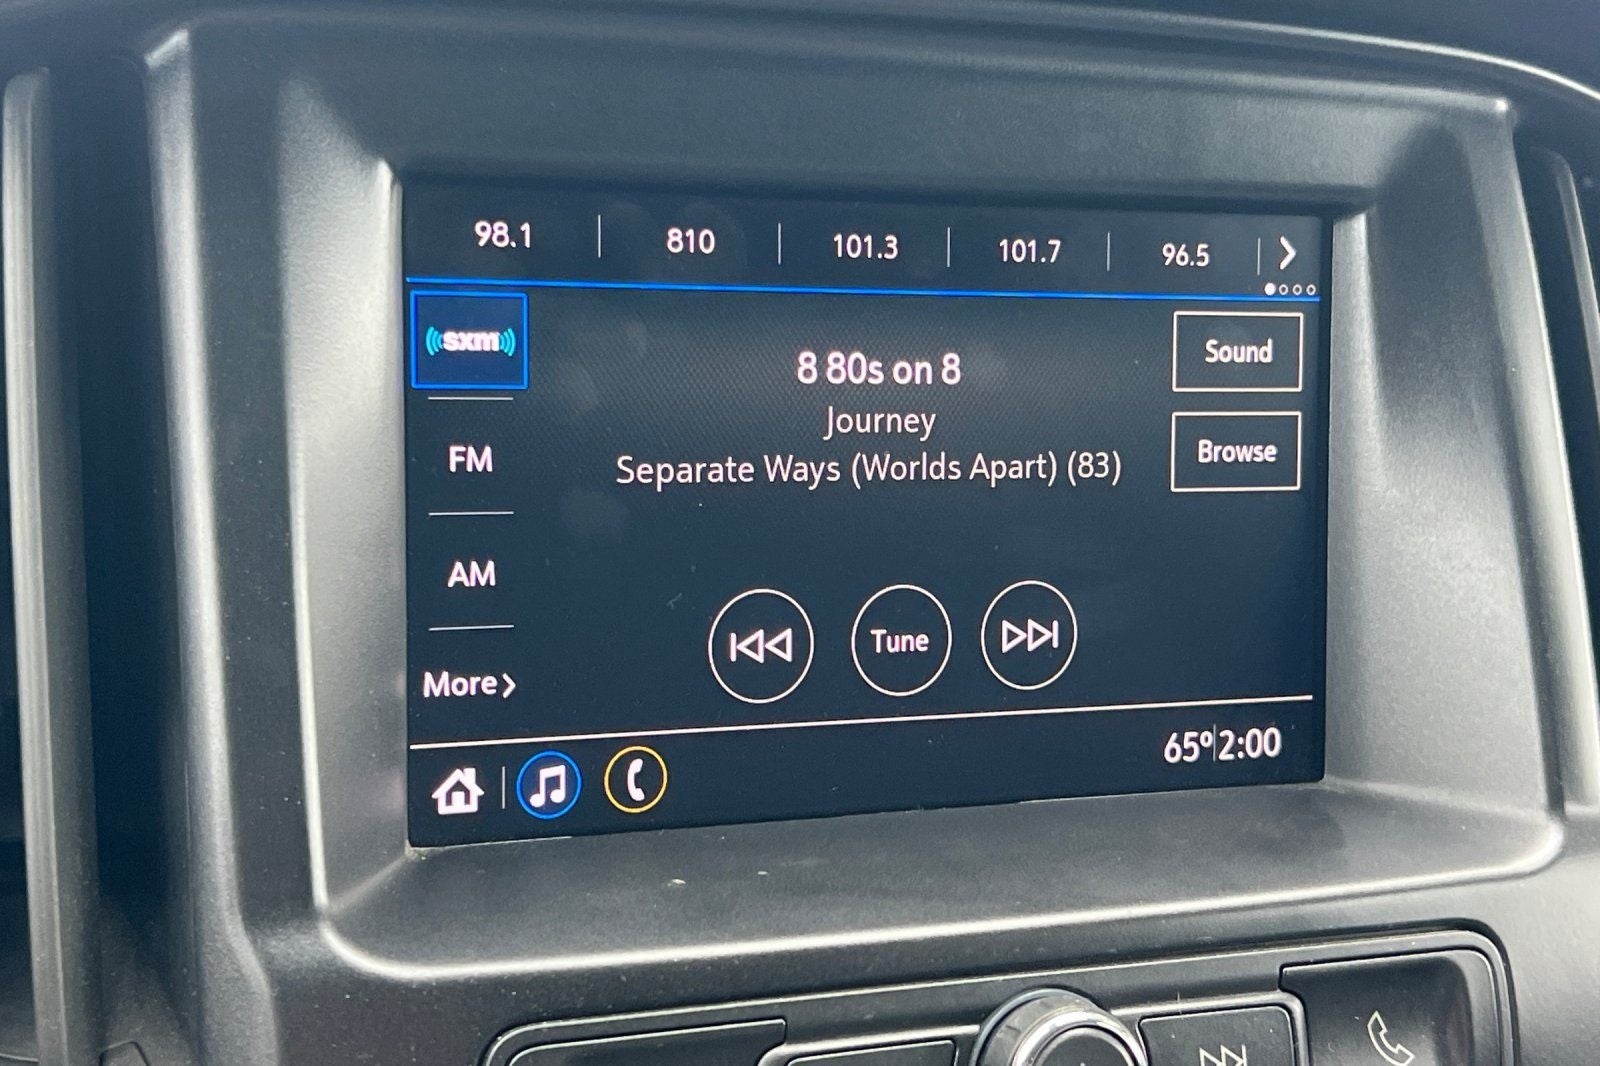 98.1 810 101.3 101.7 96.5
sxm
8 80s on 8
Sound
Journey
Separate Ways (Worlds Apart) (83)
Browse
FM
AM
More
Tune
65° 2:00